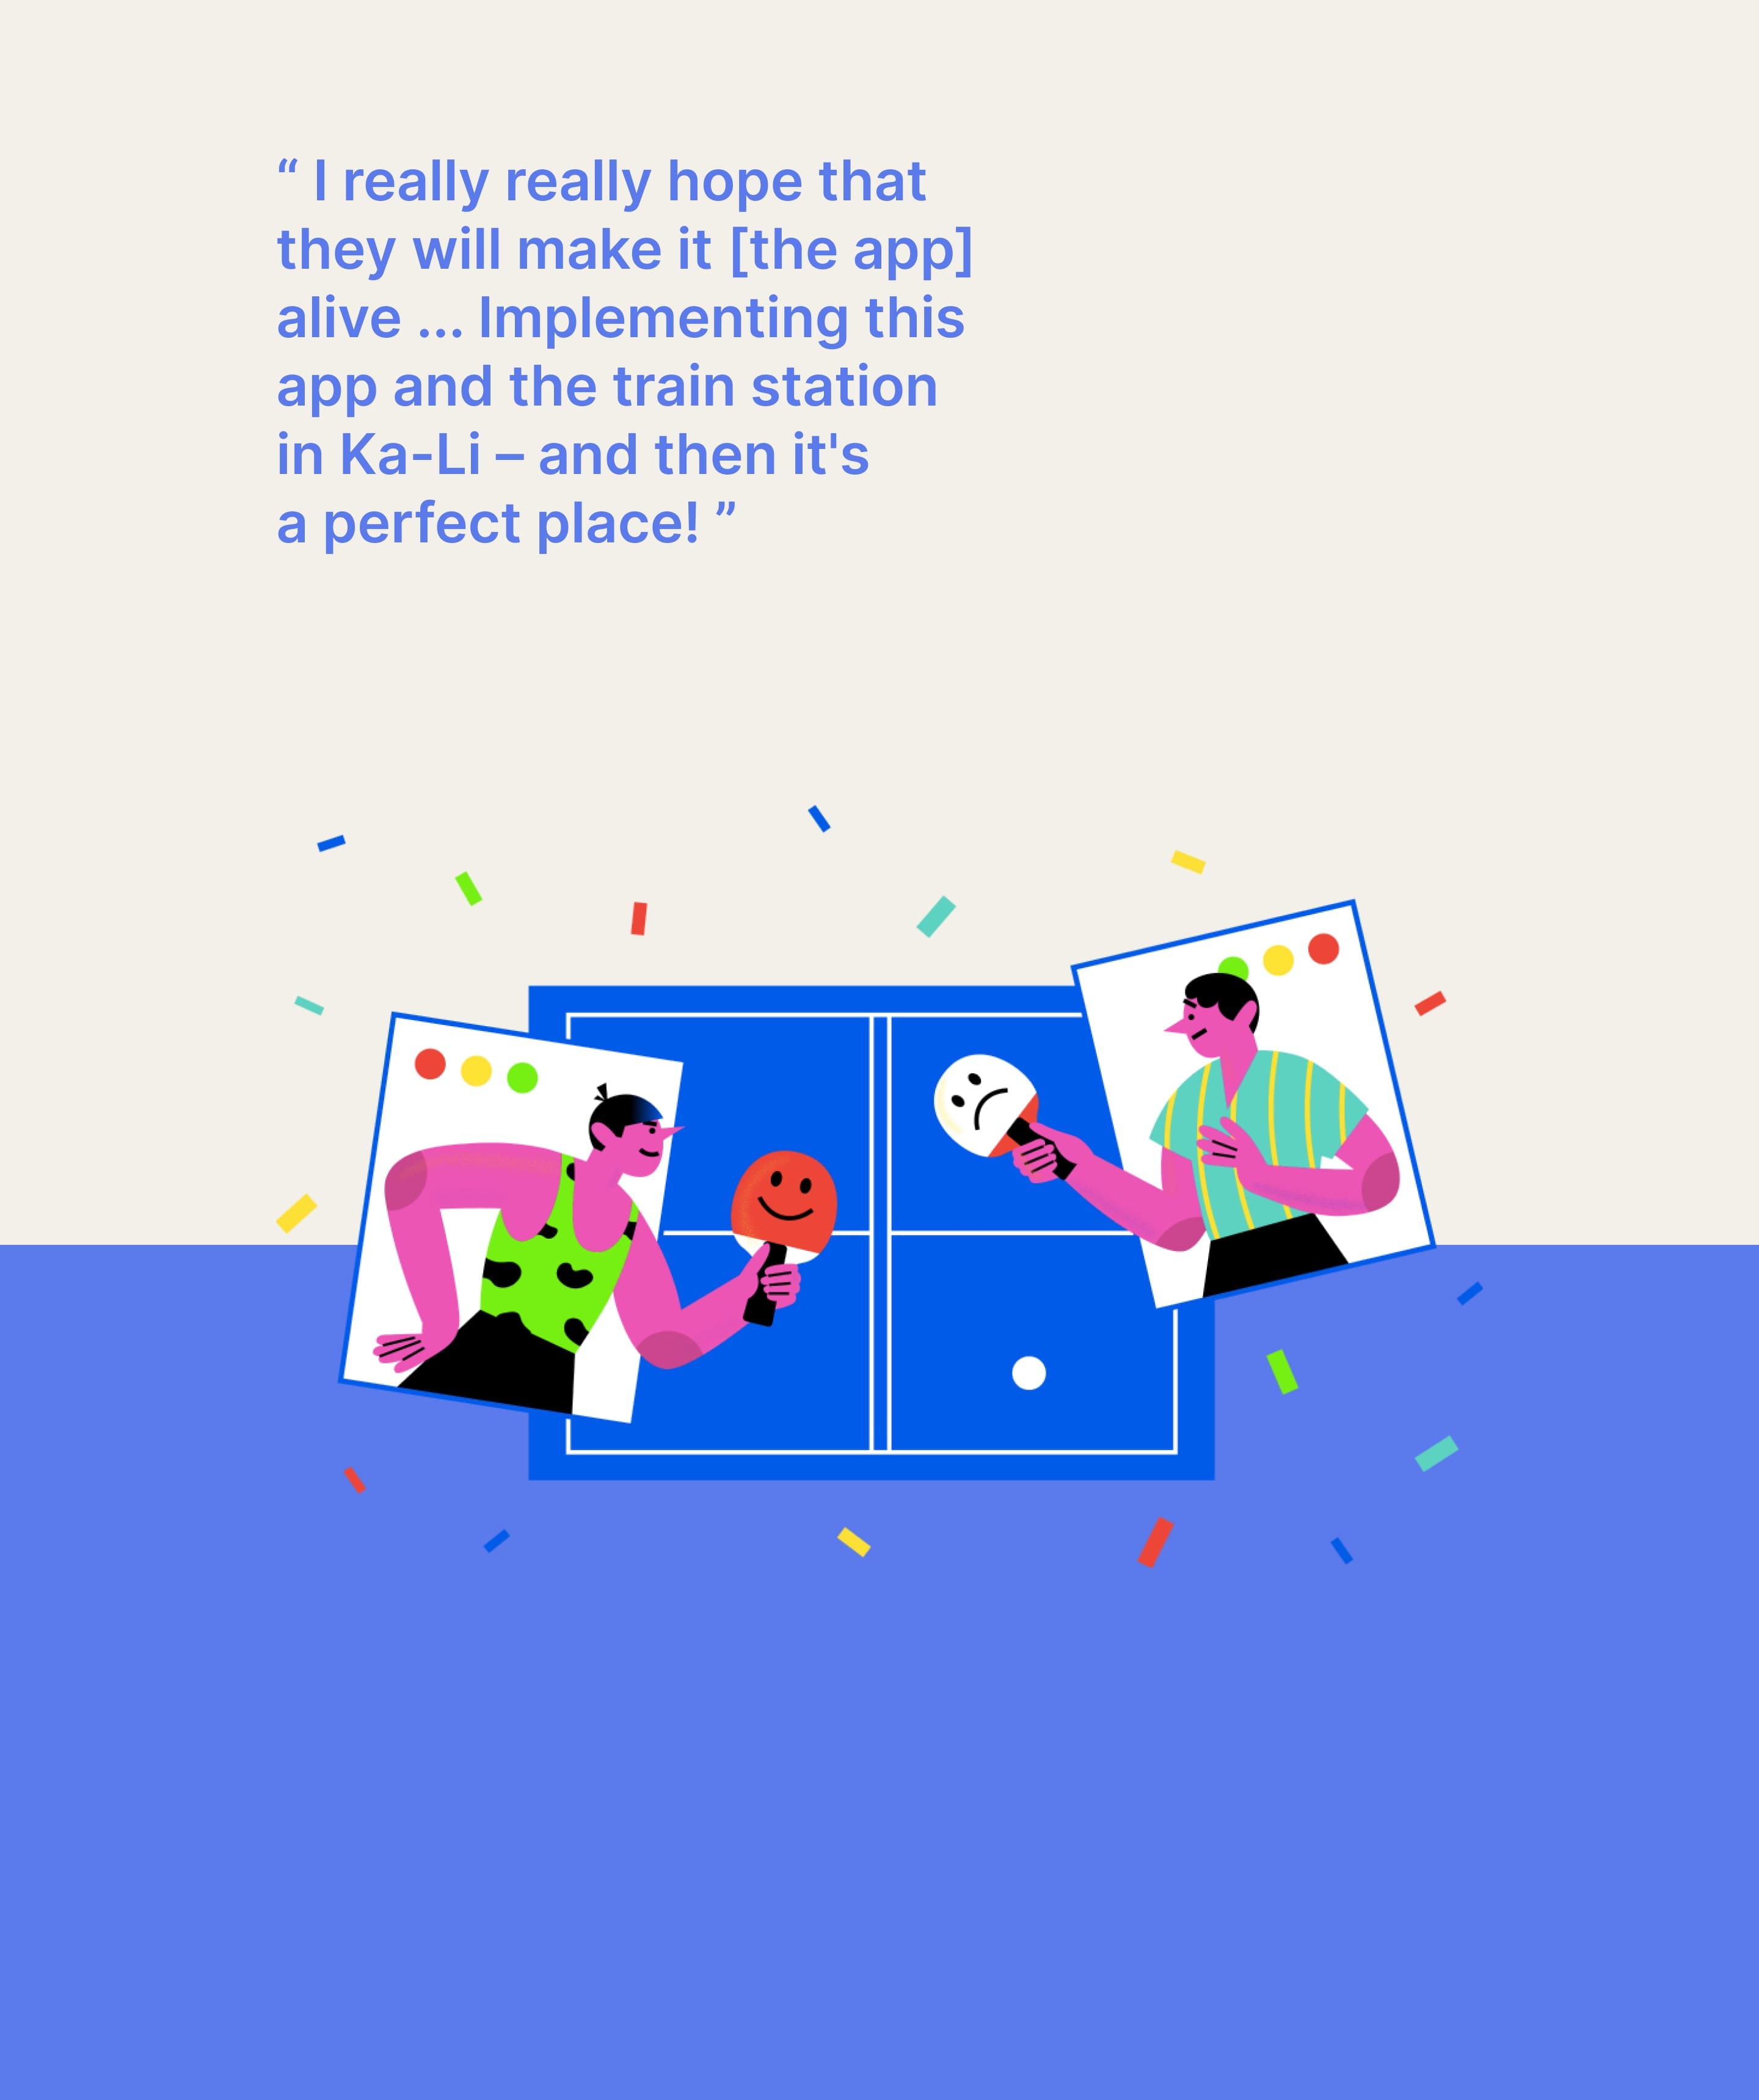 “ I really really hope that
they will make it [the app]
alive ... Implementing this
app and the train station
in Ka-Li – and then it's
a perfect place! ”